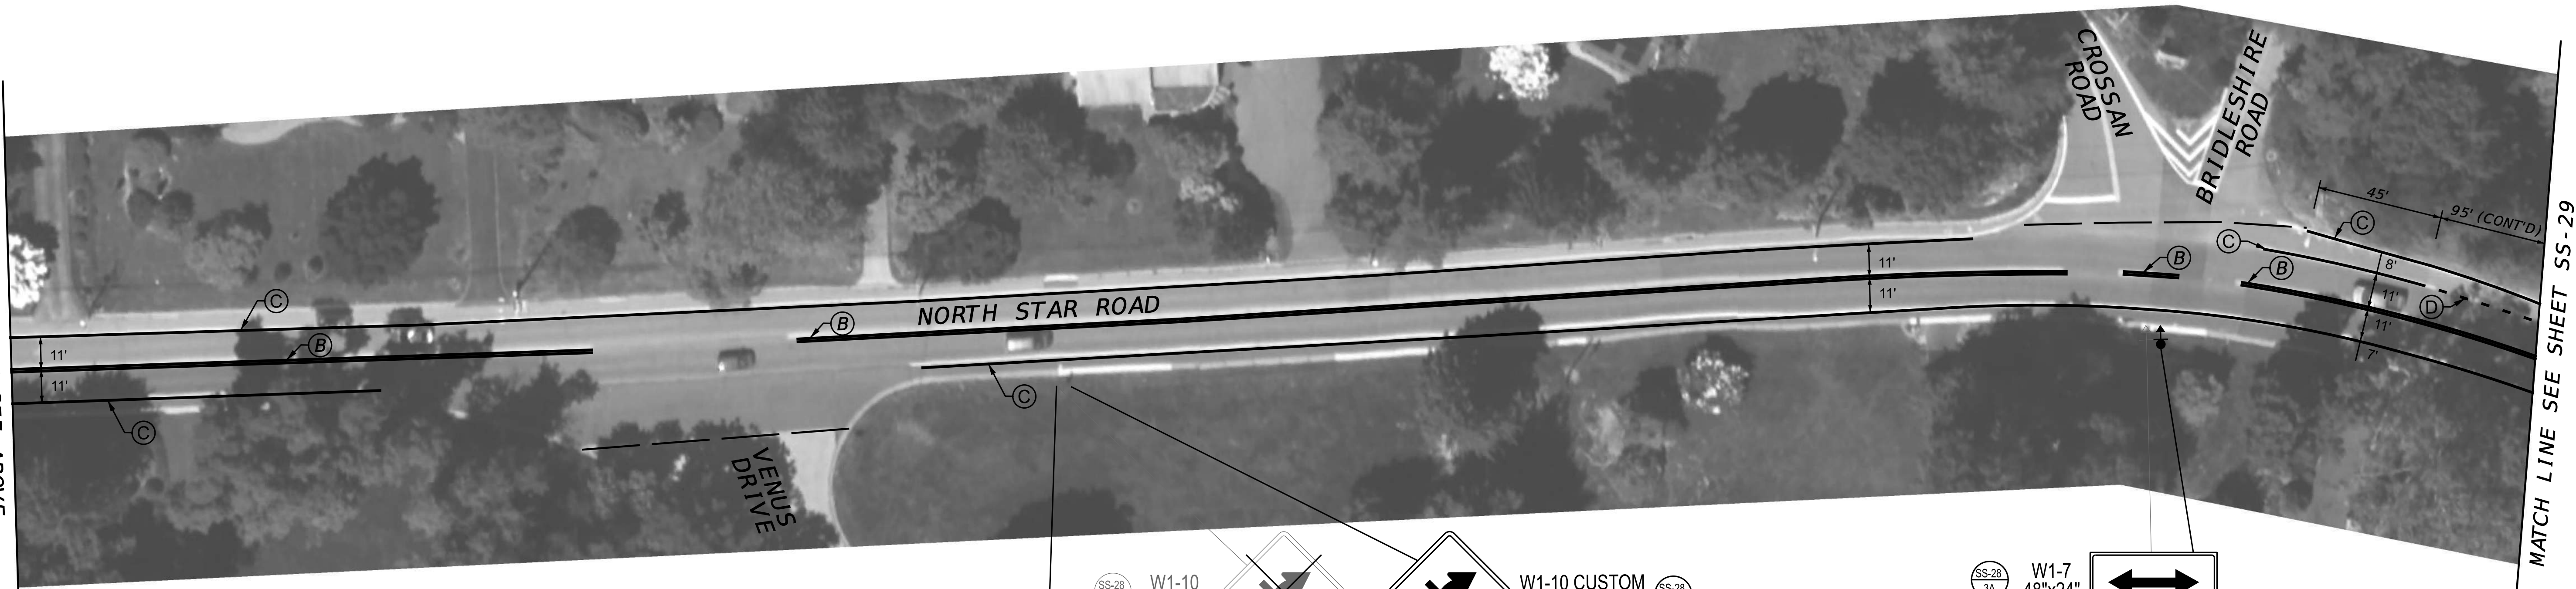 CROSSAN
ROAD
BRIDLESHIRE
ROAD
45'
95' (CONT'D)
C
C
B
B
8'
11'
D
11'
7'
11'
11'
NORTH STAR ROAD
B
C
C
B
11'
11'
C
VENUS
DRIVE
MATCH LINE SEE SHEET SS-29
SS-28
W1-10
W1-10 CUSTOM
SS-28
SS-28
3A
W1-7
48"x24"